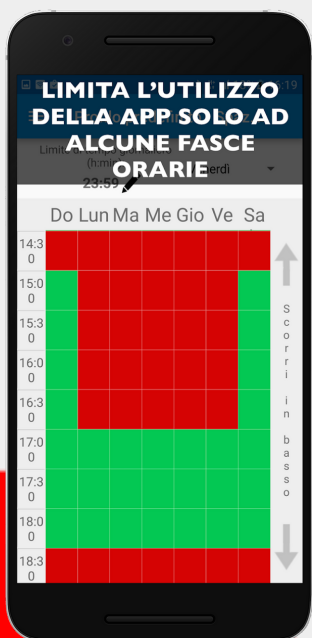 LIMITA L'UTILIZZO
DELLA APP SOLO AD
ALCUNE FASCE
ORARIE
(h:min)
23:59
Do Lun Ma Me Gio Ve Sa
14:3
0
15:0
0
15:3
0
16:0
0
16:3
0
17:0
0
17:3
0
18:0
0
18:3
0
Scorri in basso